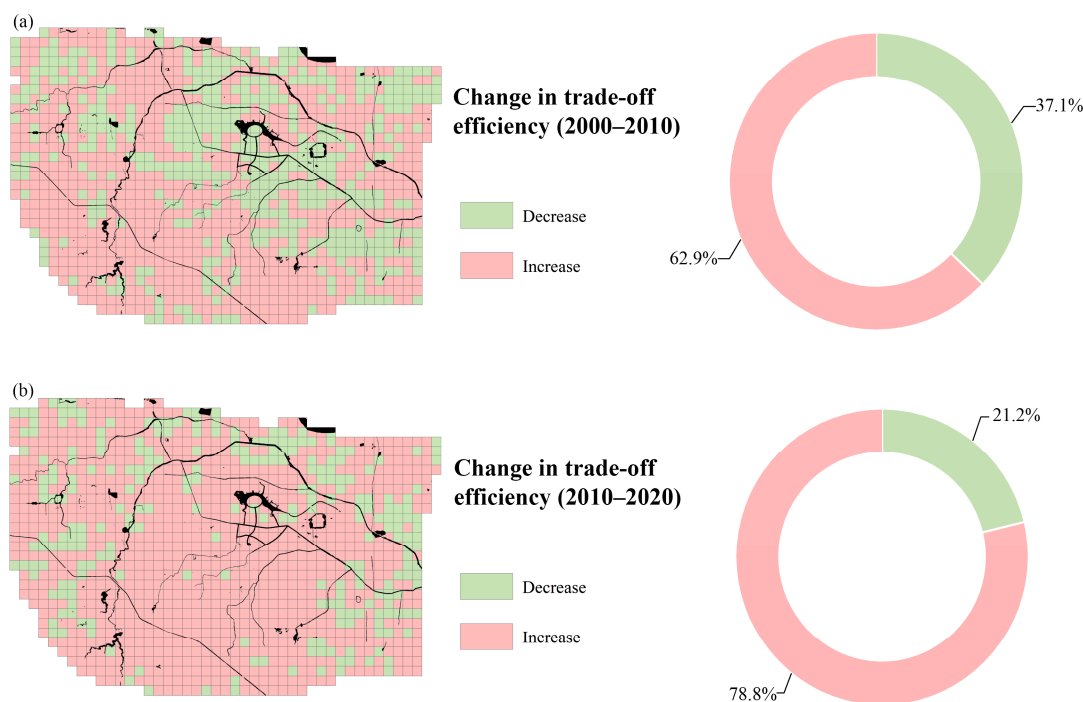 (a)
Change in trade-off
efficiency (2000–2010)
Decrease
Increase
37.1%
62.9%
(b)
Change in trade-off
efficiency (2010–2020)
Decrease
Increase
21.2%
78.8%